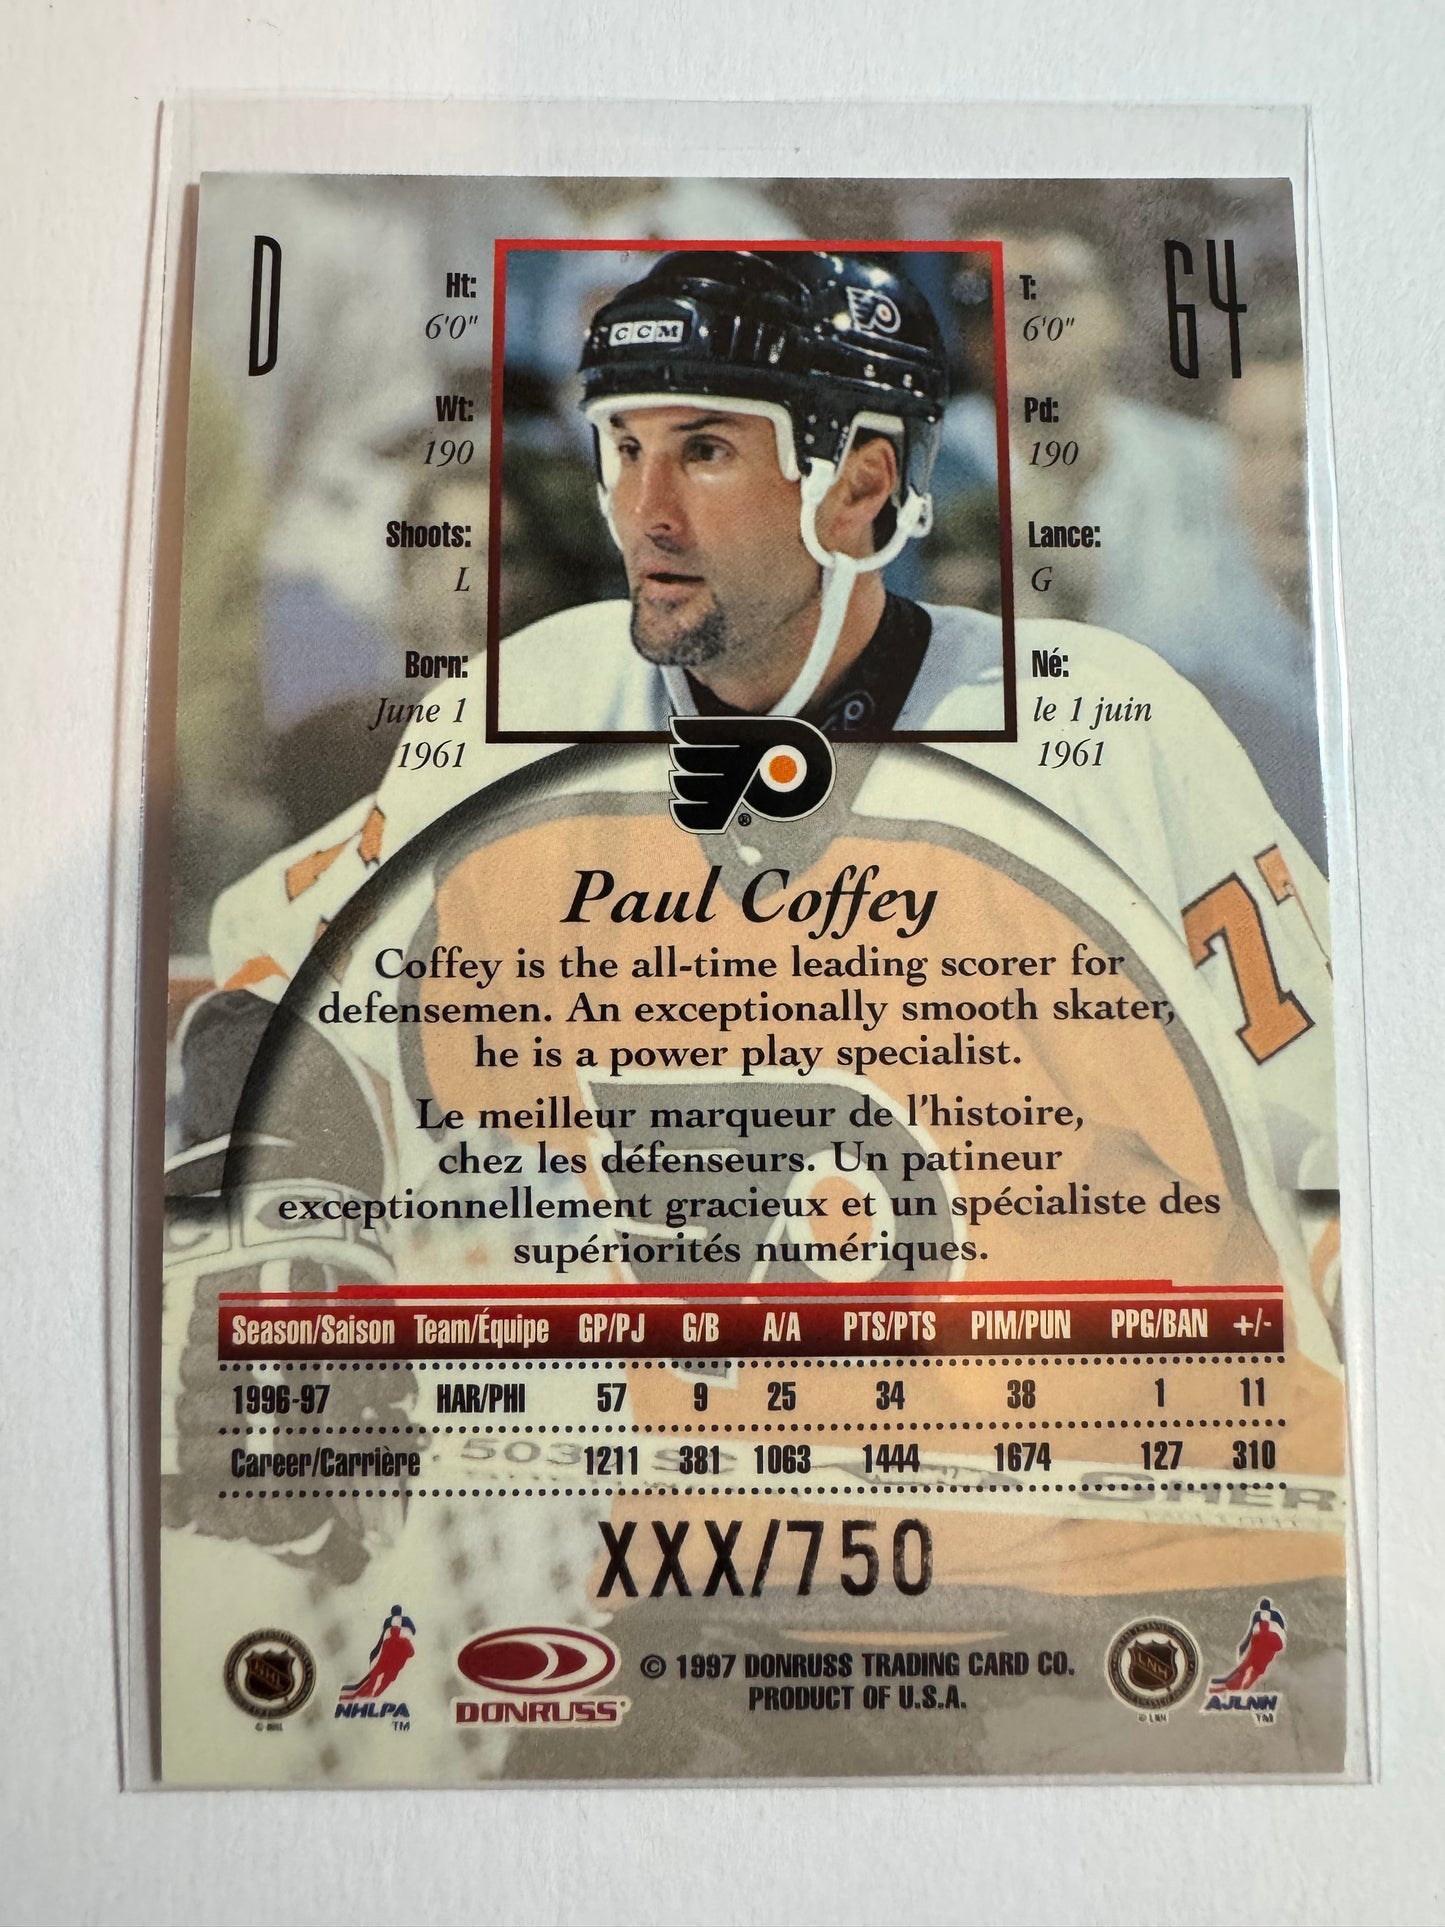 D
64
Ht:
6'0"
Wt:
190
Shoots:
L
Born:
June 1
1961
CCM
T:
6'0"
Pd:
190
Lance:
G
Né:
le 1 juin
1961
7
Paul Coffey
Coffey is the all-time leading scorer for
defensemen. An exceptionally smooth skater,
he is a power play specialist.
Le meilleur marqueur de l'histoire,
chez les défenseurs. Un patineur
exceptionnellement gracieux et un spécialiste des
supériorités numériques.
Season/Saison Team/Équipe GP/PJ G/B A/A PTS/PTS PIM/PUN PPG/BAN +/-
1996-97 HAR/PHI 57 9 25 34 38 1 11
Career/Carrière 1211 381 1063 1444 1674 127 310
XXX/750
NHL NHLPA TM DONRUSS © 1997 DONRUSS TRADING CARD CO. LNH AJLNH TM
PRODUCT OF U.S.A.